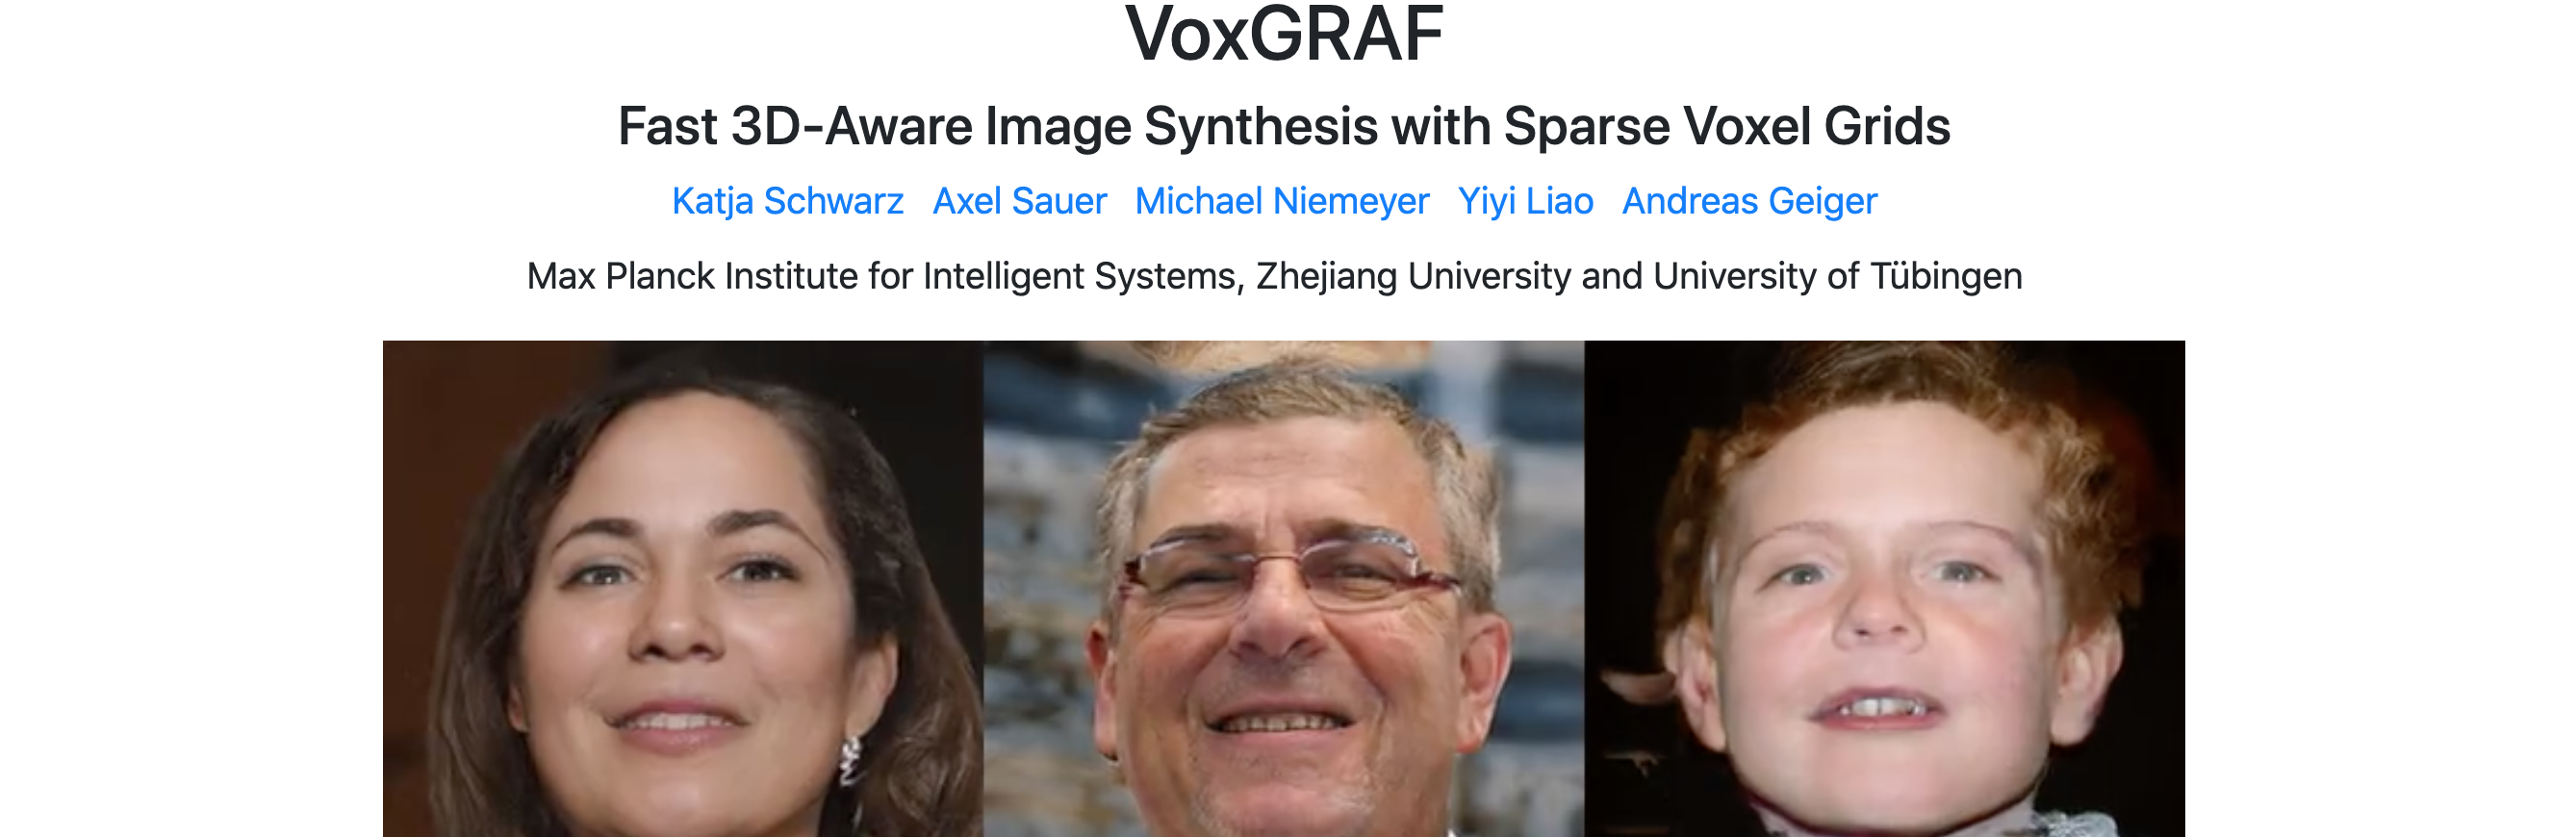 VoxGRAF
Fast 3D-Aware Image Synthesis with Sparse Voxel Grids
Katja Schwarz Axel Sauer Michael Niemeyer Yiyi Liao Andreas Geiger
Max Planck Institute for Intelligent Systems, Zhejiang University and University of Tübingen